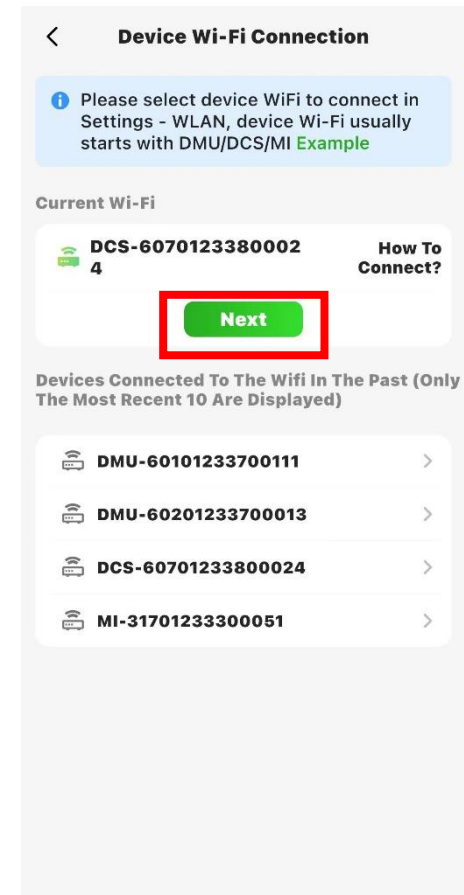 Device Wi-Fi Connection
Please select device WiFi to connect in
Settings - WLAN, device Wi-Fi usually
starts with DMU/DCS/MI Example
Current Wi-Fi
DCS-6070123380002
4
How To
Connect?
Next
Devices Connected To The Wifi In The Past (Only
The Most Recent 10 Are Displayed)
DMU-60101233700111
DMU-60201233700013
DCS-60701233800024
MI-31701233300051